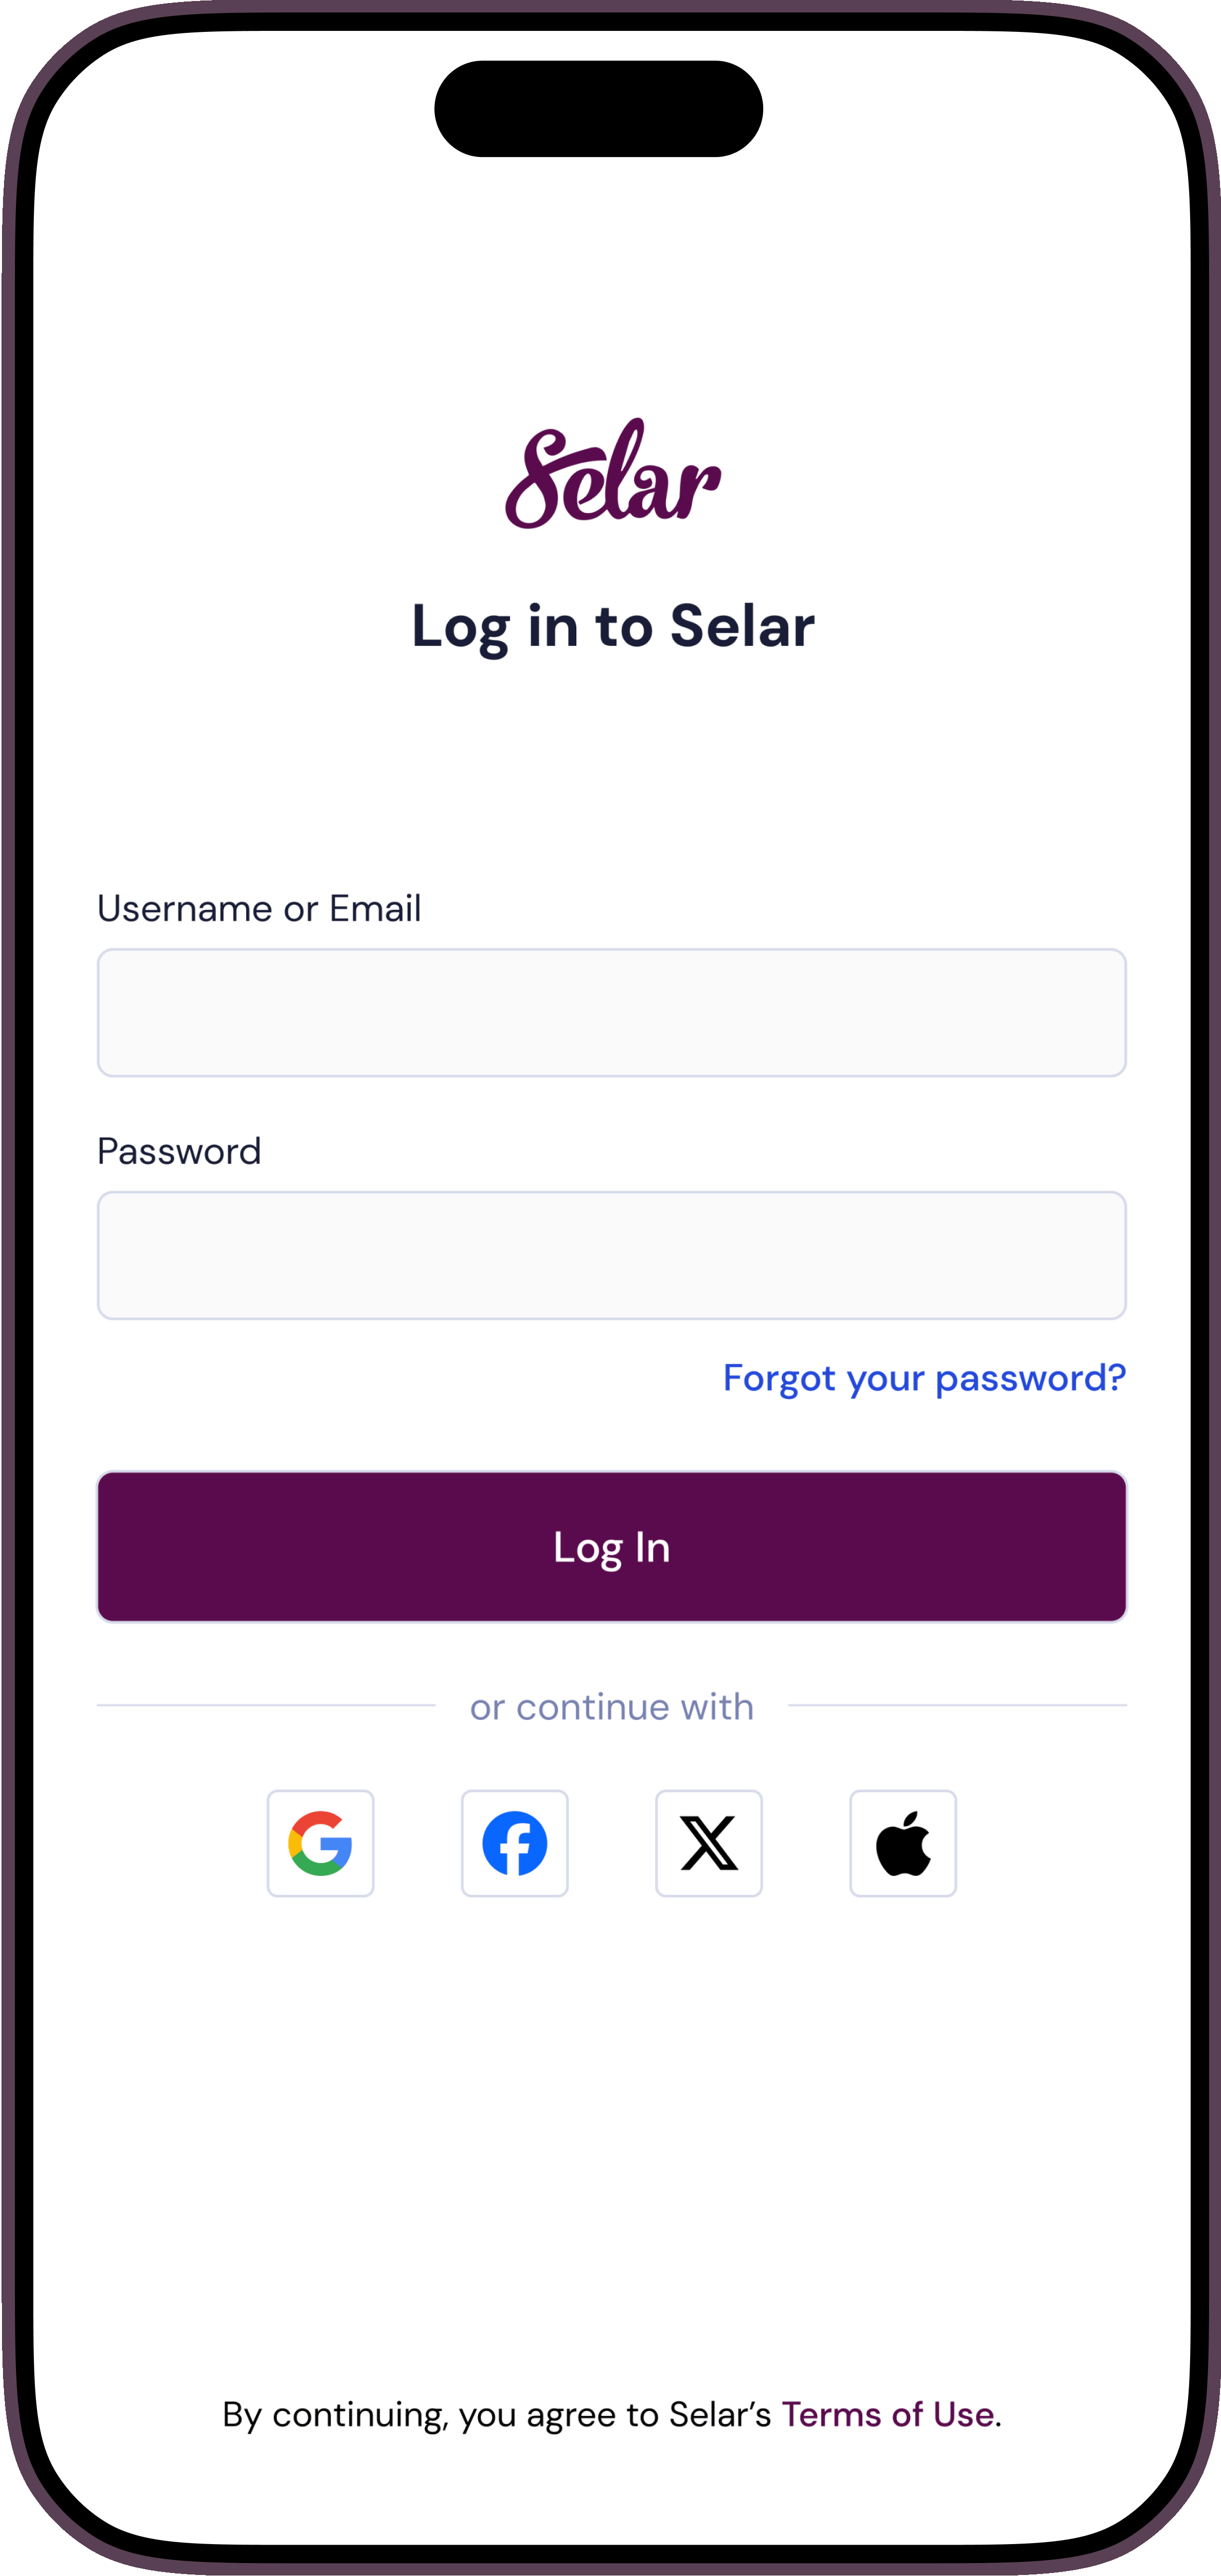 Selar
Log in to Selar
Username or Email
Password
Forgot your password?
Log In
or continue with
By continuing, you agree to Selar’s Terms of Use.